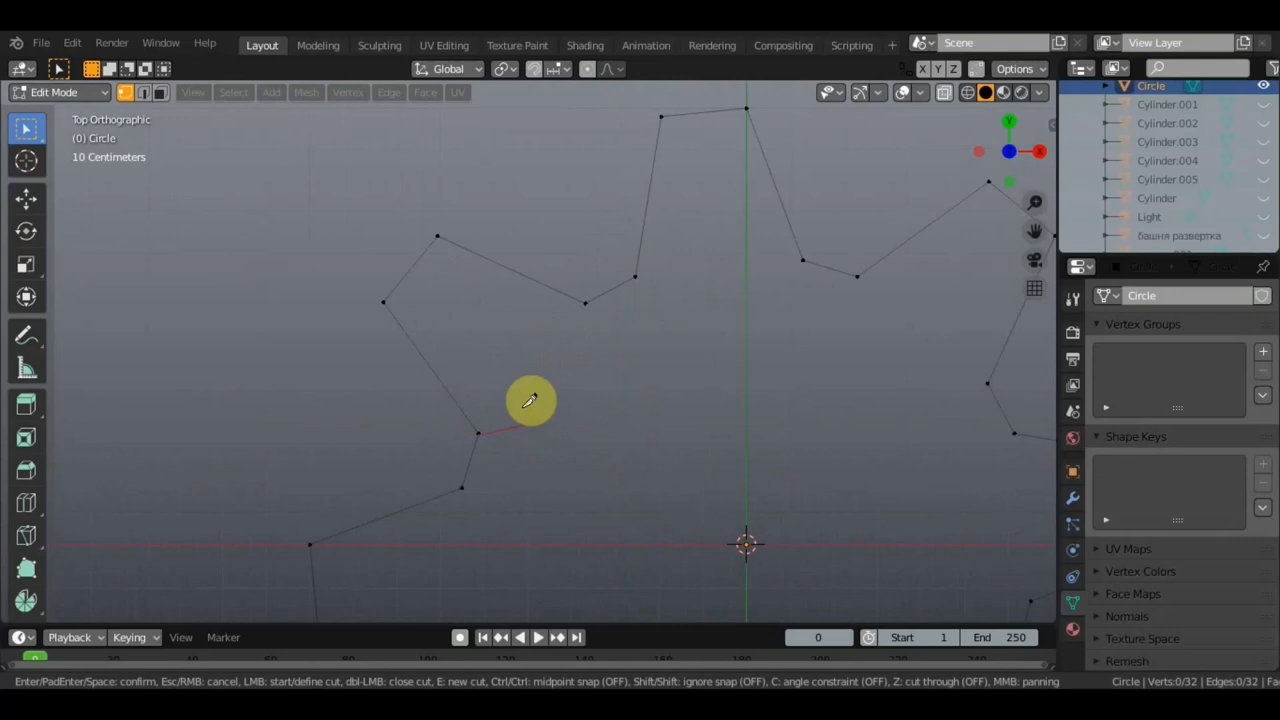 File Edit Render Window Help Layout Modeling Sculpting UV Editing Texture Paint Shading Animation Rendering Compositing Scripting + Scene View Layer
Global X Y Z Options
Edit Mode View Select Add Mesh Vertex Edge Face UV
Circle
Cylinder.001
Cylinder.002
Cylinder.003
Cylinder.004
Cylinder.005
Cylinder
Light
башня развертка
Top Orthographic
(0) Circle
10 Centimeters
Y
X
Circle
Vertex Groups
Shape Keys
UV Maps
Vertex Colors
Face Maps
Normals
Texture Space
Remesh
Playback Keying View Marker 0 Start 1 End 250
0
Enter/PadEnter/Space: confirm, Esc/RMB: cancel, LMB: start/define cut, dbl-LMB: close cut, E: new cut, Ctrl/Ctrl: midpoint snap (OFF), Shift/Shift: ignore snap (OFF), C: angle constraint (OFF), Z: cut through (OFF), MMB: panning Circle | Verts:0/32 | Edges:0/32 | Fa